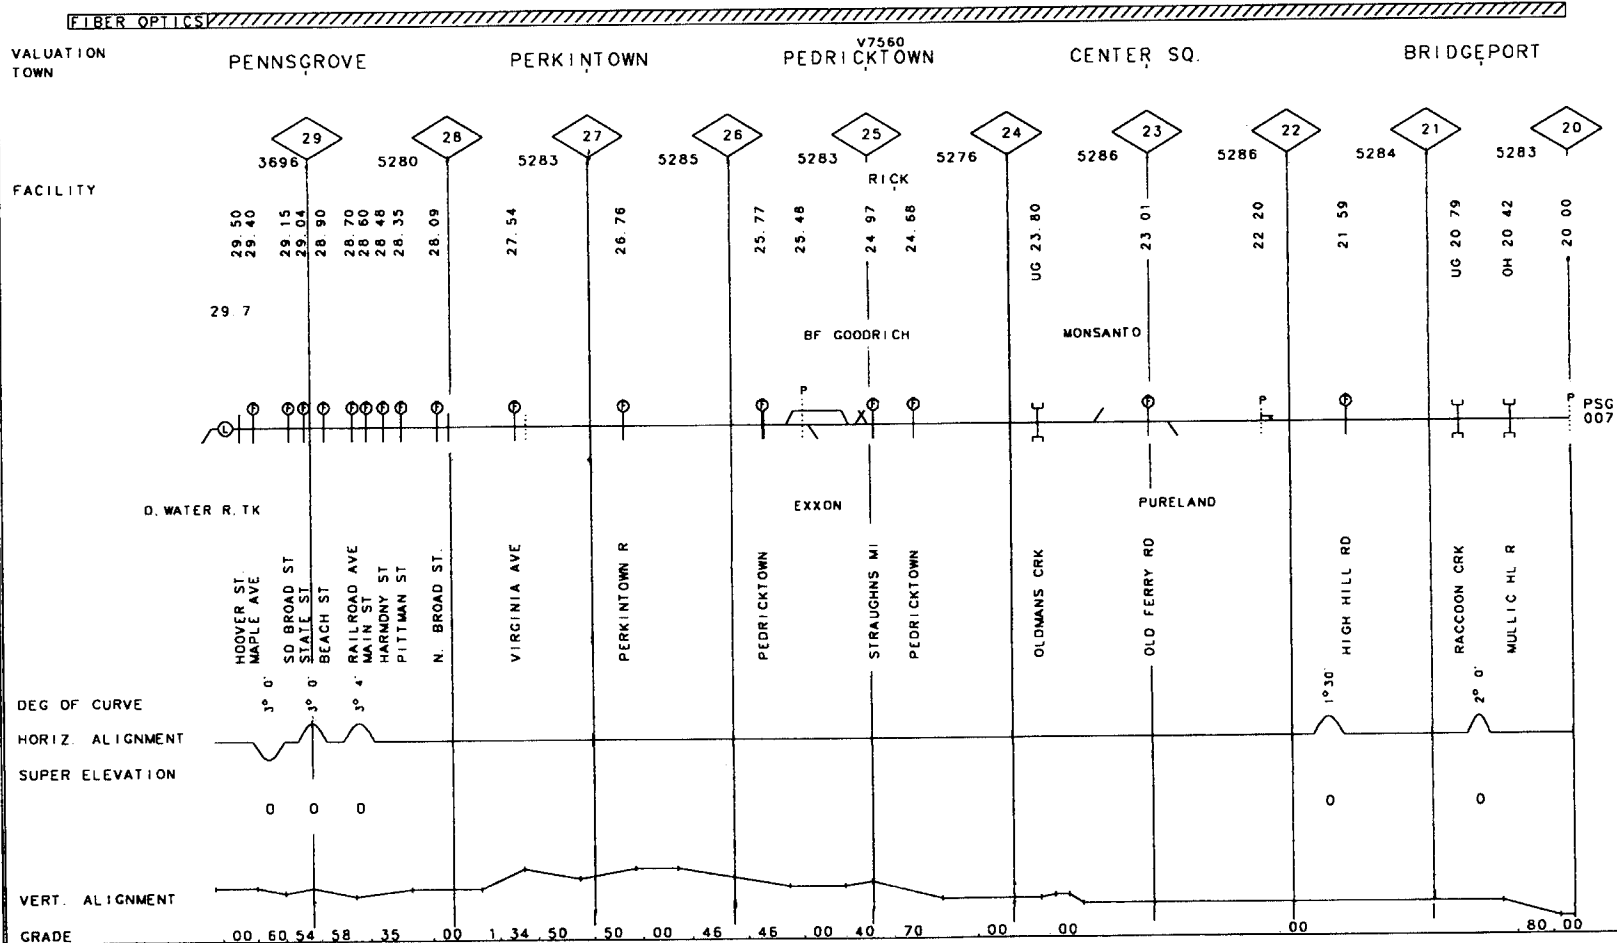 FIBER OPTICS
VALUATION
TOWN
PENNSGROVE
PERKINTOWN
V7560
PEDRICKTOWN
CENTER SQ.
BRIDGEPORT
29 28 27 26 25 24 23 22 21 20
3696 5280 5283 5285 5283 5276 5286 5286 5284 5283
FACILITY
RICK
29.50
29.40
29.15
29.04
28.90
28.70
28.60
28.48
28.35
28.09
27.54
26.76
25.77
25.48
24 97
24.68
UG 23.80
23 01
22 20
21 59
UG 20 79
OH 20 42
20 00
29 7
BF GOODRICH
MONSANTO
L F F F F F F F F F F F F P F F F P F P
PSG
007
D.WATER R.TK
EXXON
PURELAND
HOOVER ST.
MAPLE AVE
SO BROAD ST
STATE ST
BEACH ST
RAILROAD AVE
MAIN ST
HARMONY ST
PITTMAN ST
N. BROAD ST.
VIRGINIA AVE
PERKINTOWN R
PEDRICKTOWN
STRAUGHNS MI
PEDRICKTOWN
OLDMANS CRK
OLD FERRY RD
HIGH HILL RD
RACCOON CRK
MULLIC HL R
DEG OF CURVE
3° 0' 3° 0' 3° 4' 1°30' 2° 0'
HORIZ. ALIGNMENT
SUPER ELEVATION
0 0 0 0 0
VERT. ALIGNMENT
GRADE .00 .60 .54 .58 .35 .00 1.34 .50 .50 .00 .46 .46 .00 40 .70 .00 .00 .00 .80 .00